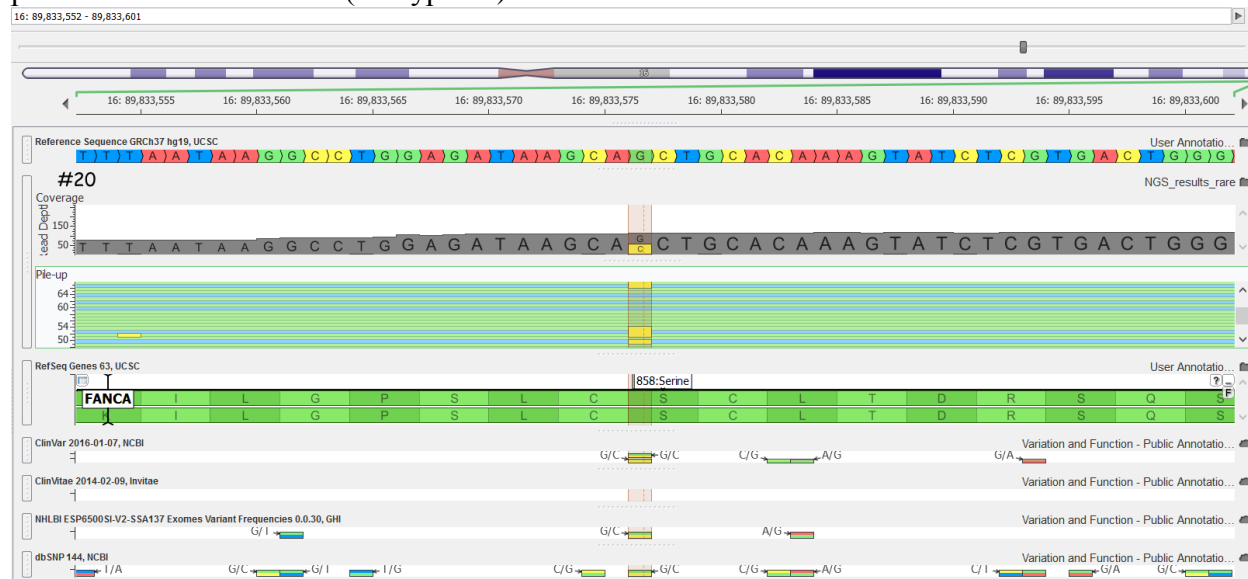 16: 89,833,552 - 89,833,601
16
16: 89,833,555 16: 89,833,560 16: 89,833,565 16: 89,833,570 16: 89,833,575 16: 89,833,580 16: 89,833,585 16: 89,833,590 16: 89,833,595 16: 89,833,600
Reference Sequence GRCh37 hg19, UCSC User Annotatio...
T T T A A T A A G G C C T G G A G A T A A G C A G C T G C A C A A A G T A T C T C G T G A C T G G G
#20 NGS_results_rare
Coverage
Read Dept
150
50
T T T A A T A A G G C C T G G A G A T A A G C A G C T G C A C A A A G T A T C T C G T G A C T G G G
C
Pile-up
64
60
54
50
RefSeq Genes 63, UCSC User Annotatio...
858:Serine ?
F
FANCA I L G P S L C S C L T D R S Q S
K I L G P S L C S C L T D R S Q S
ClinVar 2016-01-07, NCBI Variation and Function - Public Annotatio...
G/C G/C C/G A/G G/A
ClinVitae 2014-02-09, Invitae Variation and Function - Public Annotatio...
NHLBI ESP6500SI-V2-SSA137 Exomes Variant Frequencies 0.0.30, GHI Variation and Function - Public Annotatio...
G/T G/C A/G
dbSNP 144, NCBI Variation and Function - Public Annotatio...
T/A G/C G/T T/G C/G G/C C/G A/G C/T G/A G/C